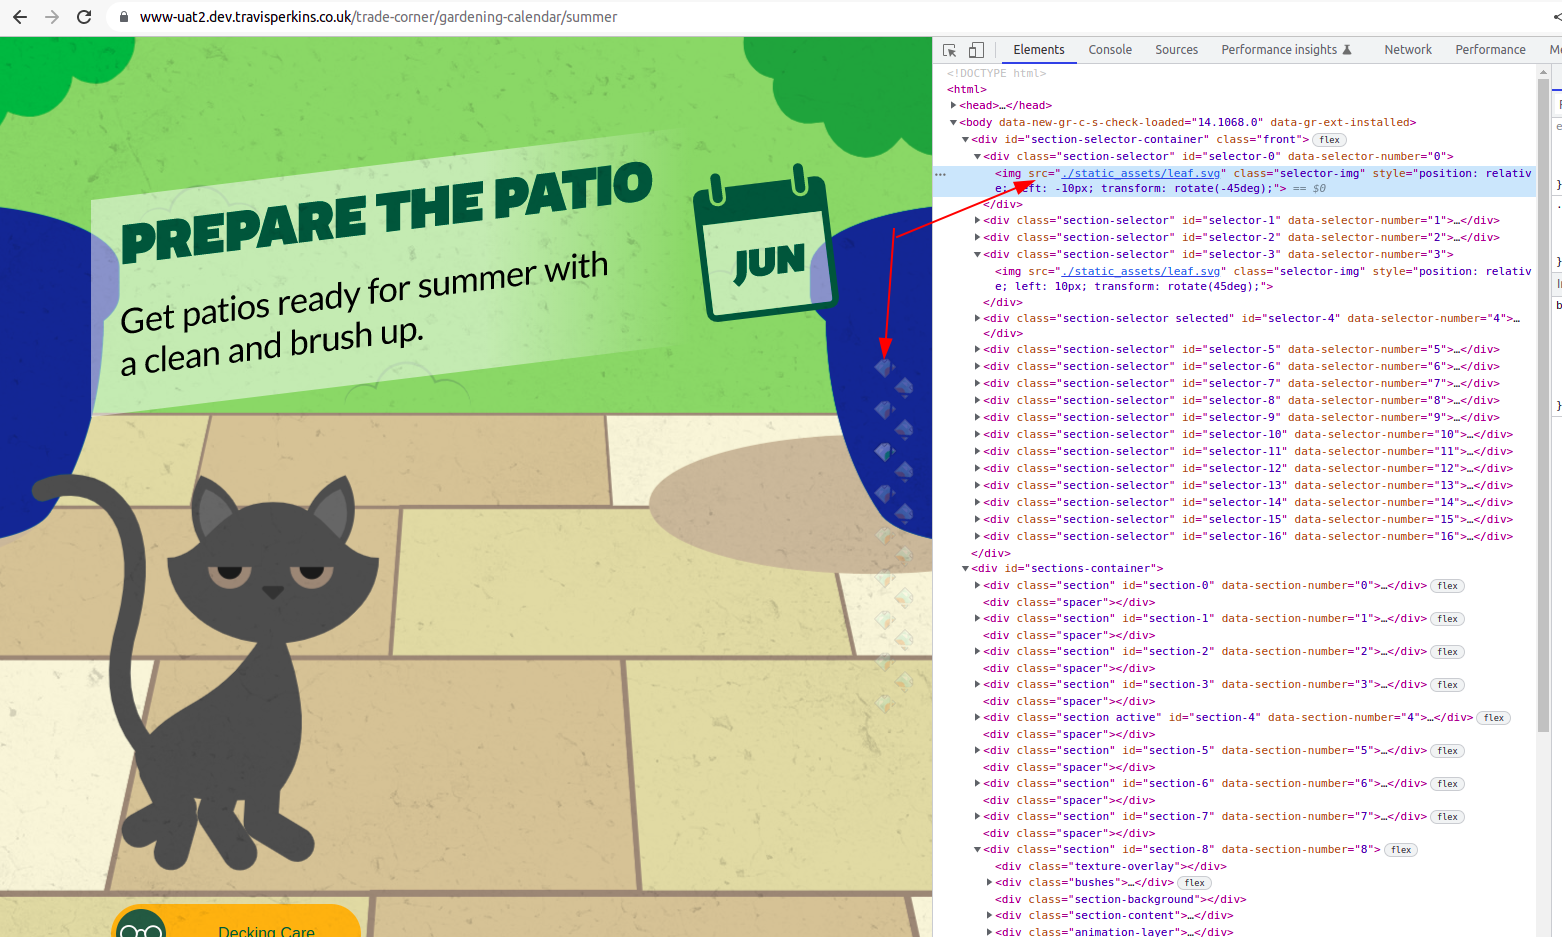 www-uat2.dev.travisperkins.co.uk/trade-corner/gardening-calendar/summer
PREPARE THE PATIO
Get patios ready for summer with
a clean and brush up.
JUN
Decking Care
Elements Console Sources Performance insights Network Performance
<!DOCTYPE html>
<html>
<head>…</head>
<body data-new-gr-c-s-check-loaded="14.1068.0" data-gr-ext-installed>
<div id="section-selector-container" class="front"> flex
<div class="section-selector" id="selector-0" data-selector-number="0">
<img src="./static_assets/leaf.svg" class="selector-img" style="position: relativ
e; left: -10px; transform: rotate(-45deg);"> == $0
</div>
<div class="section-selector" id="selector-1" data-selector-number="1">…</div>
<div class="section-selector" id="selector-2" data-selector-number="2">…</div>
<div class="section-selector" id="selector-3" data-selector-number="3">
<img src="./static_assets/leaf.svg" class="selector-img" style="position: relativ
e; left: 10px; transform: rotate(45deg);">
</div>
<div class="section-selector selected" id="selector-4" data-selector-number="4">…
</div>
<div class="section-selector" id="selector-5" data-selector-number="5">…</div>
<div class="section-selector" id="selector-6" data-selector-number="6">…</div>
<div class="section-selector" id="selector-7" data-selector-number="7">…</div>
<div class="section-selector" id="selector-8" data-selector-number="8">…</div>
<div class="section-selector" id="selector-9" data-selector-number="9">…</div>
<div class="section-selector" id="selector-10" data-selector-number="10">…</div>
<div class="section-selector" id="selector-11" data-selector-number="11">…</div>
<div class="section-selector" id="selector-12" data-selector-number="12">…</div>
<div class="section-selector" id="selector-13" data-selector-number="13">…</div>
<div class="section-selector" id="selector-14" data-selector-number="14">…</div>
<div class="section-selector" id="selector-15" data-selector-number="15">…</div>
<div class="section-selector" id="selector-16" data-selector-number="16">…</div>
</div>
<div id="sections-container">
<div class="section" id="section-0" data-section-number="0">…</div> flex
<div class="spacer"></div>
<div class="section" id="section-1" data-section-number="1">…</div> flex
<div class="spacer"></div>
<div class="section" id="section-2" data-section-number="2">…</div> flex
<div class="spacer"></div>
<div class="section" id="section-3" data-section-number="3">…</div> flex
<div class="spacer"></div>
<div class="section active" id="section-4" data-section-number="4">…</div> flex
<div class="spacer"></div>
<div class="section" id="section-5" data-section-number="5">…</div> flex
<div class="spacer"></div>
<div class="section" id="section-6" data-section-number="6">…</div> flex
<div class="spacer"></div>
<div class="section" id="section-7" data-section-number="7">…</div> flex
<div class="spacer"></div>
<div class="section" id="section-8" data-section-number="8"> flex
<div class="texture-overlay"></div>
<div class="bushes">…</div> flex
<div class="section-background"></div>
<div class="section-content">…</div>
<div class="animation-layer">…</div>